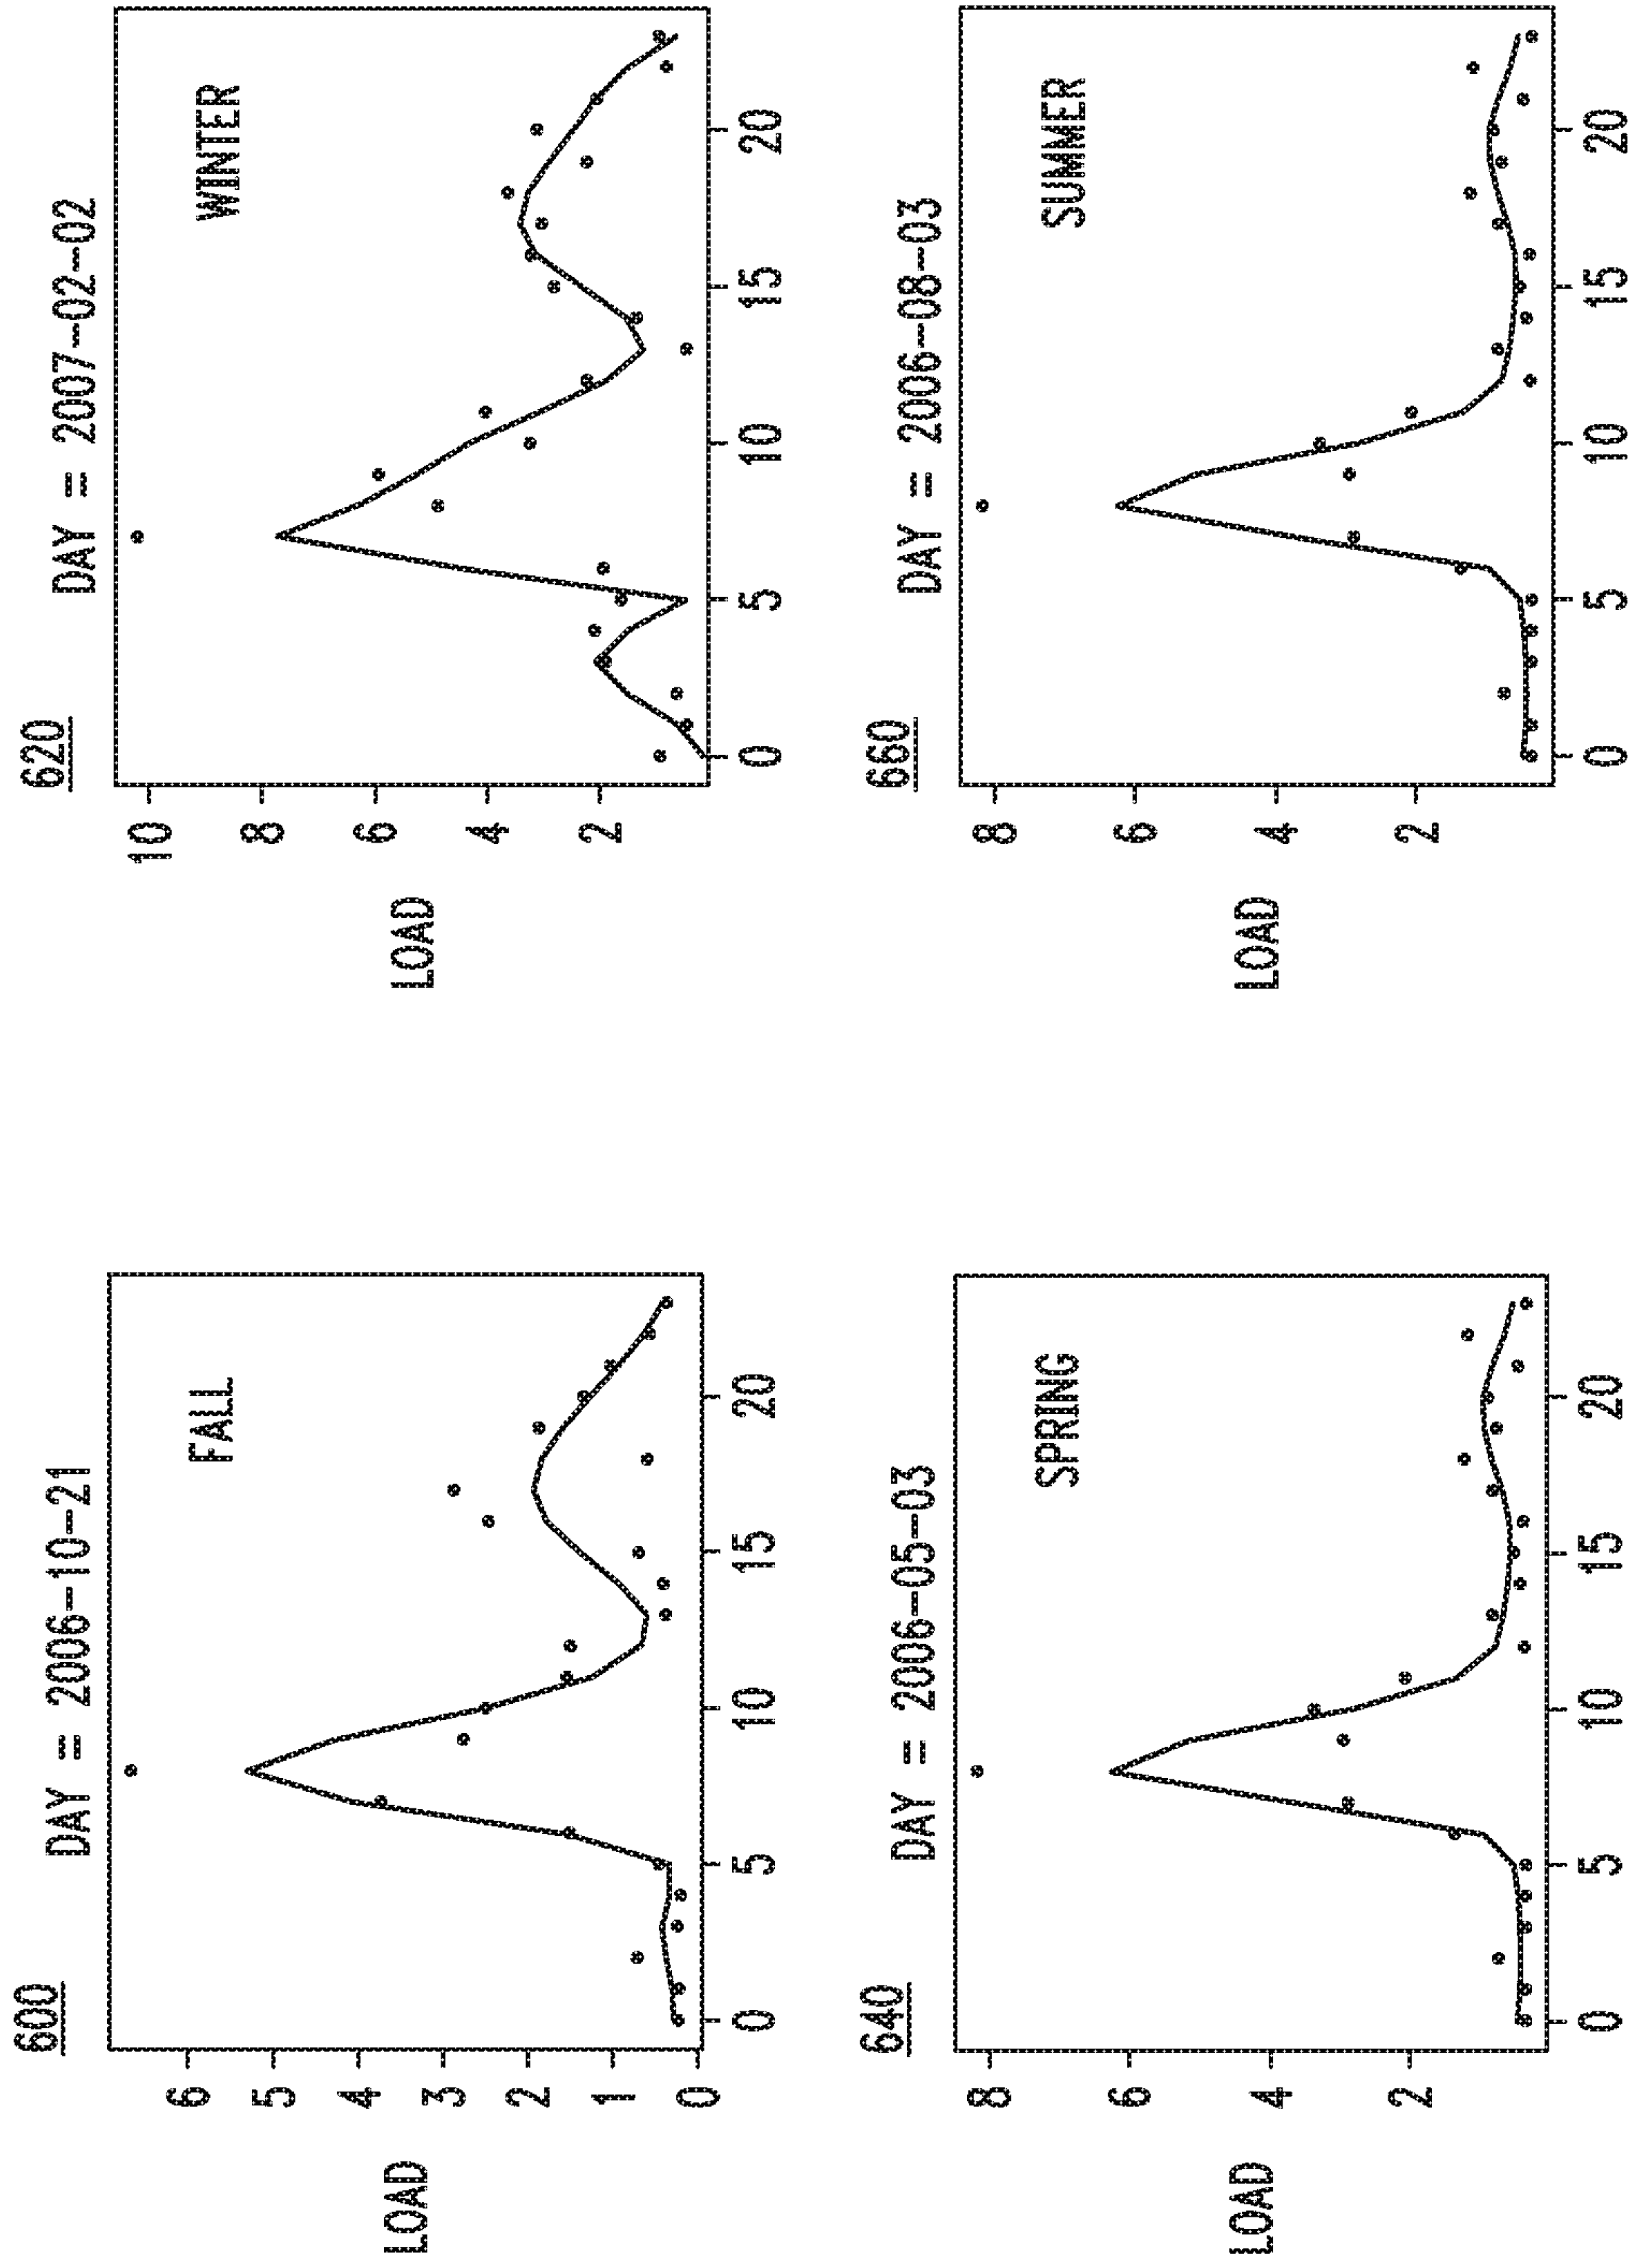 600
DAY = 2006-10-21
FALL
LOAD
6
5
4
3
2
1
0
0 5 10 15 20
620
DAY = 2007-02-02
WINTER
LOAD
10
8
6
4
2
0 5 10 15 20
640
DAY = 2006-05-03
SPRING
LOAD
8
6
4
2
0 5 10 15 20
660
DAY = 2006-08-03
SUMMER
LOAD
8
6
4
2
0 5 10 15 20